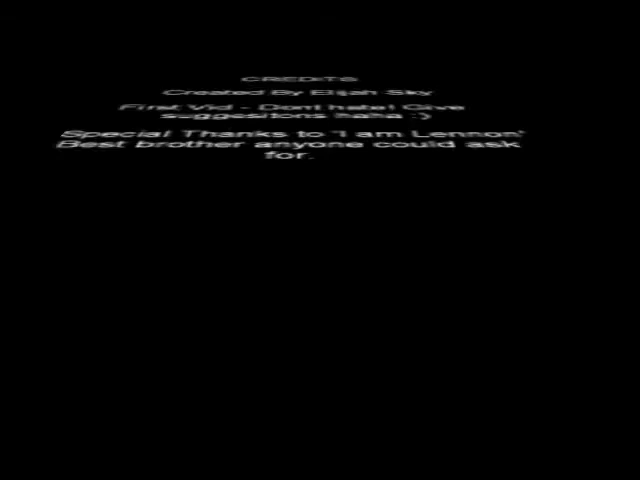 CREDITS
Created By Elijah Sky
First Vid - Dont hate! Give
suggesitons haha :)
Special Thanks to 'I am Lennon'
Best brother anyone could ask
for.